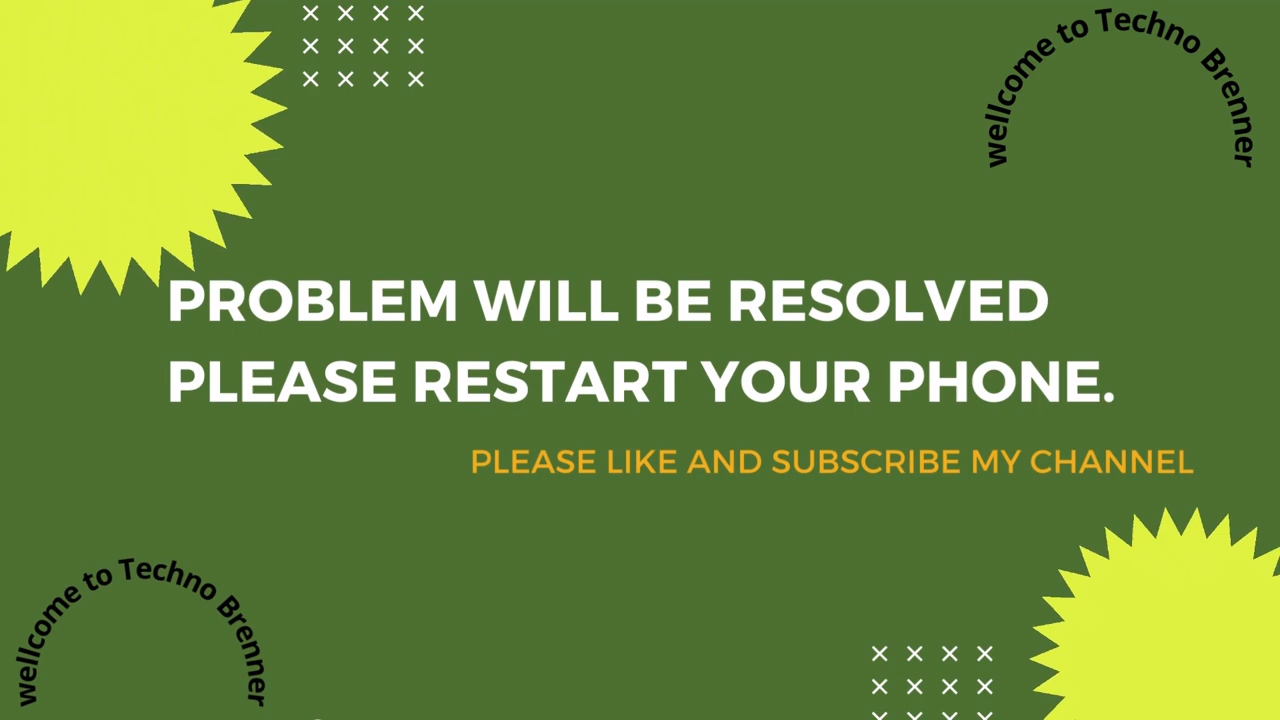 wellcome to Techno Brenner
PROBLEM WILL BE RESOLVED
PLEASE RESTART YOUR PHONE.
PLEASE LIKE AND SUBSCRIBE MY CHANNEL
wellcome to Techno Brenner